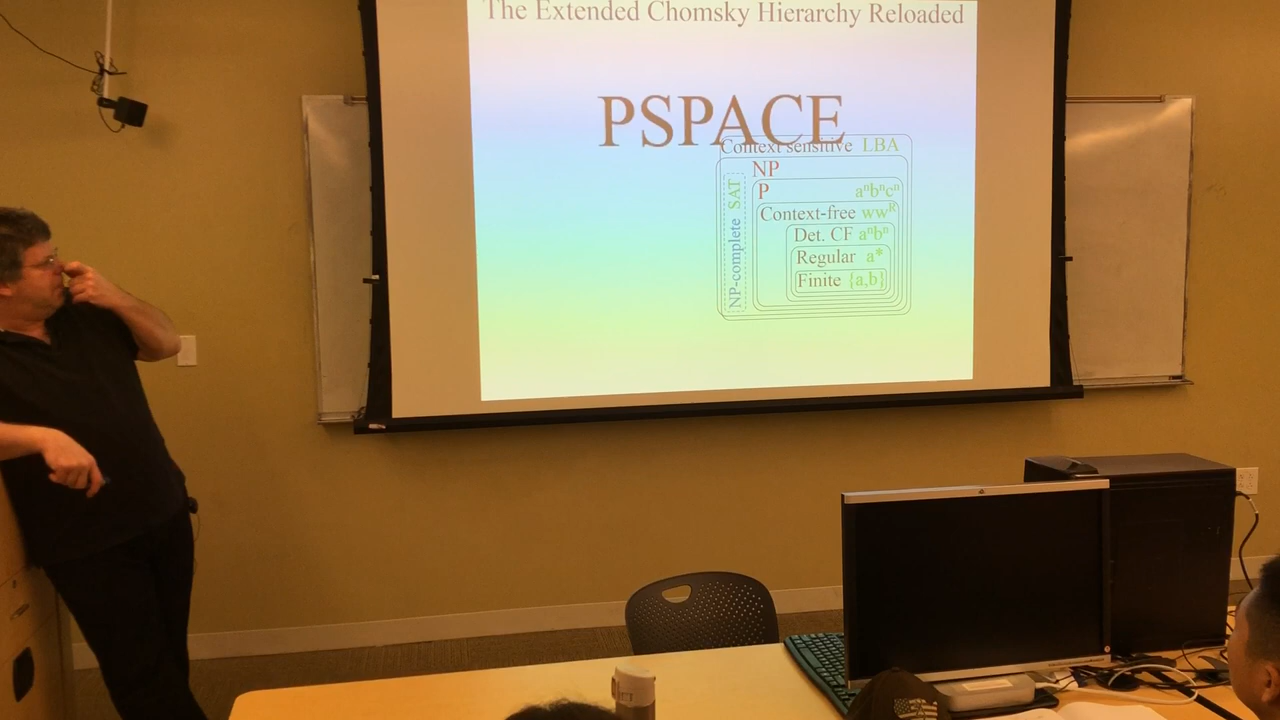 The Extended Chomsky Hierarchy Reloaded
PSPACE
Context sensitive LBA
NP
P aⁿbⁿcⁿ
Context-free wwᴿ
Det. CF aⁿbⁿ
Regular a*
Finite {a,b}
NP-complete SAT